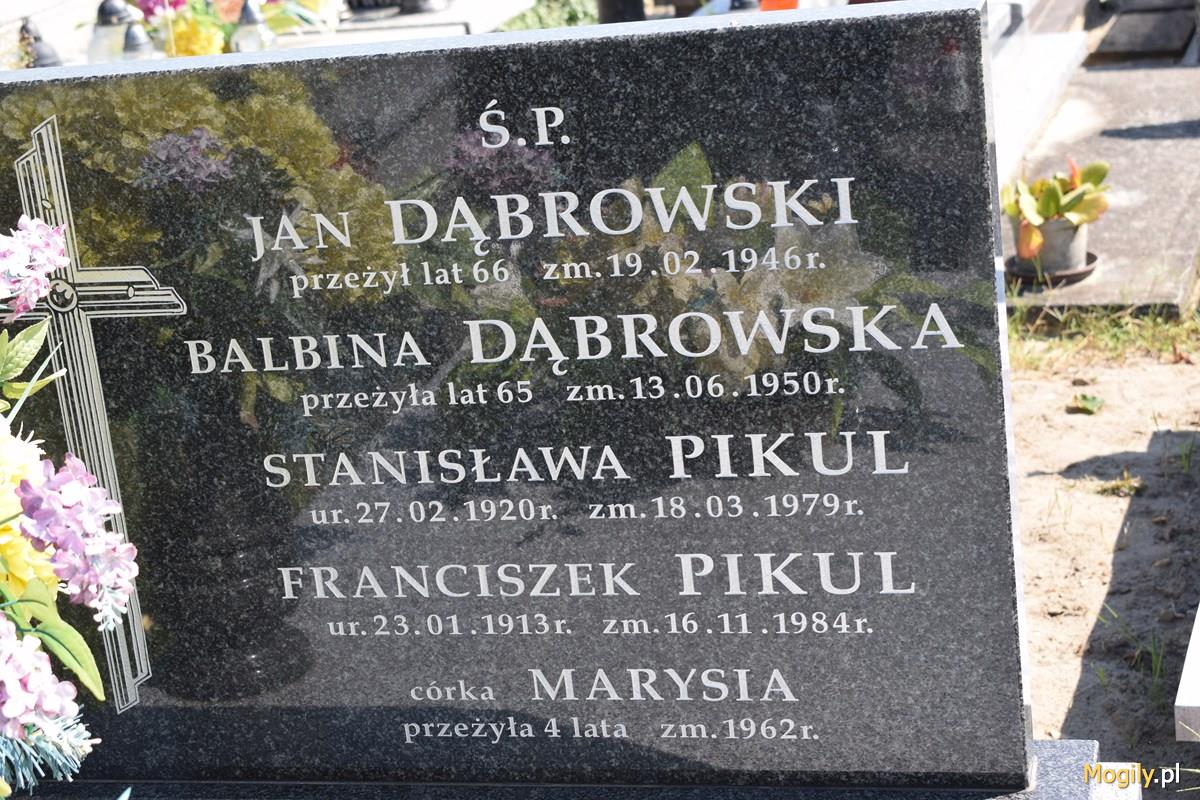 Ś.P.
JAN DĄBROWSKI
przeżył lat 66 zm.19.02.1946r.
BALBINA DĄBROWSKA
przeżyła lat 65 zm.13.06.1950r.
STANISŁAWA PIKUL
ur.27.02.1920r. zm.18.03.1979r.
FRANCISZEK PIKUL
ur.23.01.1913r. zm.16.11.1984r.
córka MARYSIA
przeżyła 4 lata zm.1962r.
Mogily.pl